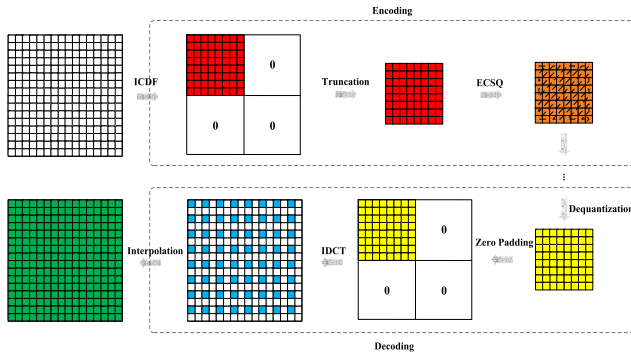 Encoding
ICDF
0
Truncation
ECSQ
0
0
...
Dequantization
Interpolation
IDCT
0
Zero Padding
0
0
Decoding